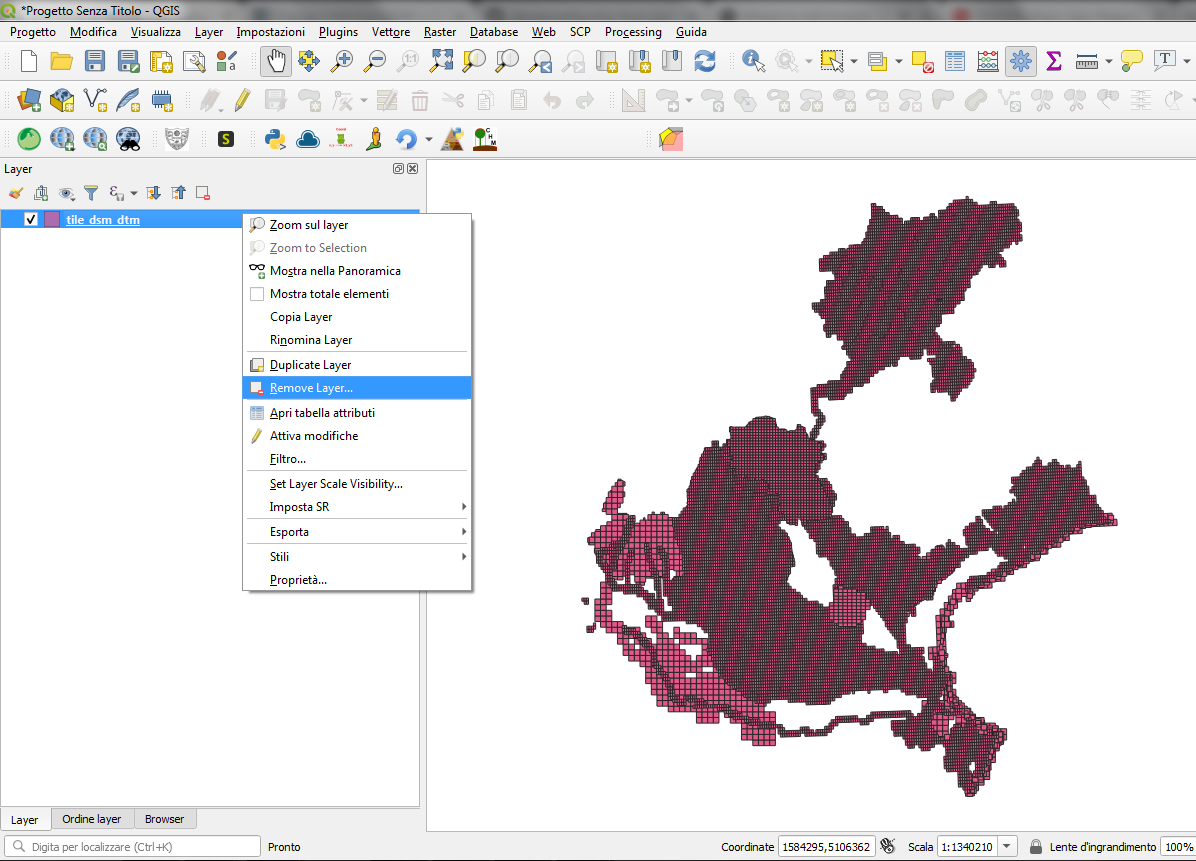 *Progetto Senza Titolo - QGIS
Progetto Modifica Visualizza Layer Impostazioni Plugins Vettore Raster Database Web SCP Processing Guida
Layer
tile_dsm_dtm
Zoom sul layer
Zoom to Selection
Mostra nella Panoramica
Mostra totale elementi
Copia Layer
Rinomina Layer
Duplicate Layer
Remove Layer...
Apri tabella attributi
Attiva modifiche
Filtro...
Set Layer Scale Visibility...
Imposta SR
Esporta
Stili
Proprietà...
Layer Ordine layer Browser
Digita per localizzare (Ctrl+K) Pronto Coordinate 1584295,5106362 Scala 1:1340210 Lente d'ingrandimento 100%